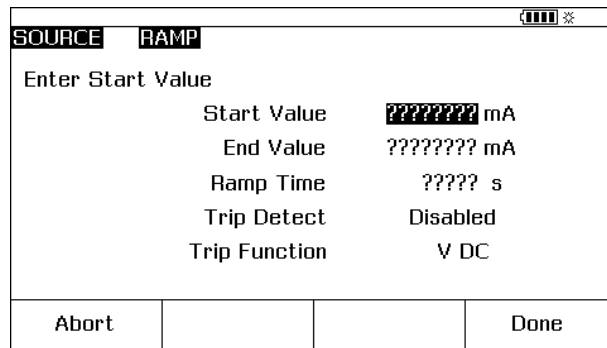 SOURCE RAMP
Enter Start Value
Start Value ???????? mA
End Value ???????? mA
Ramp Time ????? s
Trip Detect Disabled
Trip Function V DC
Abort Done